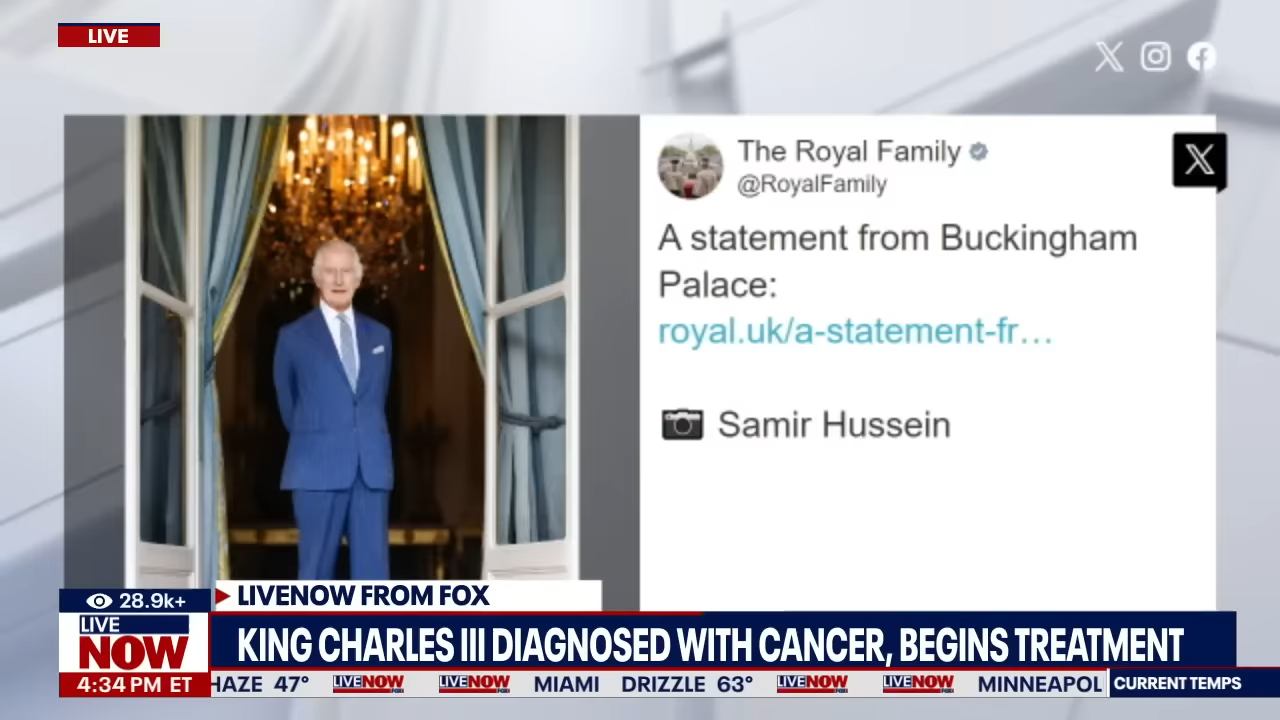 LIVE
The Royal Family
@RoyalFamily
A statement from Buckingham
Palace:
royal.uk/a-statement-fr…
Samir Hussein
28.9k+
LIVENOW FROM FOX
LIVE
NOW
KING CHARLES III DIAGNOSED WITH CANCER, BEGINS TREATMENT
4:34 PM ET
HAZE 47° LIVENOW LIVENOW MIAMI DRIZZLE 63° LIVENOW LIVENOW MINNEAPOL
CURRENT TEMPS